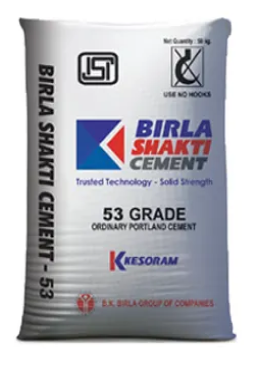 Net Quantity : 50 kg
ISI
USE NO HOOKS
BIRLA SHAKTI CEMENT - 53
BIRLA
SHAKTI
CEMENT
Trusted Technology - Solid Strength
53 GRADE
ORDINARY PORTLAND CEMENT
KESORAM
B.K. BIRLA-GROUP OF COMPANIES